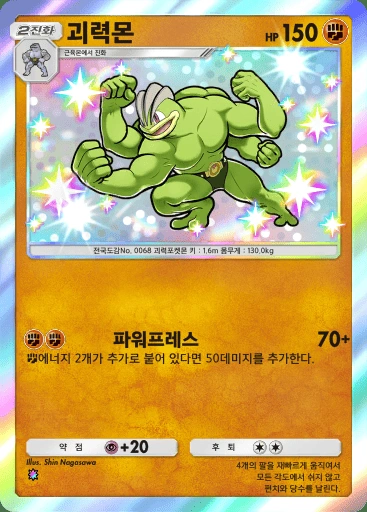 2진화 괴력몬 HP 150
근육몬에서 진화
전국도감No. 0068 괴력포켓몬 키 : 1.6m 몸무게 : 130.0kg
파워프레스 70+
에너지 2개가 추가로 붙어 있다면 50데미지를 추가한다.
약 점 +20 후 퇴
Illus. Shin Nagasawa
4개의 팔을 재빠르게 움직여서
모든 각도에서 쉬지 않고
펀치와 당수를 날린다.